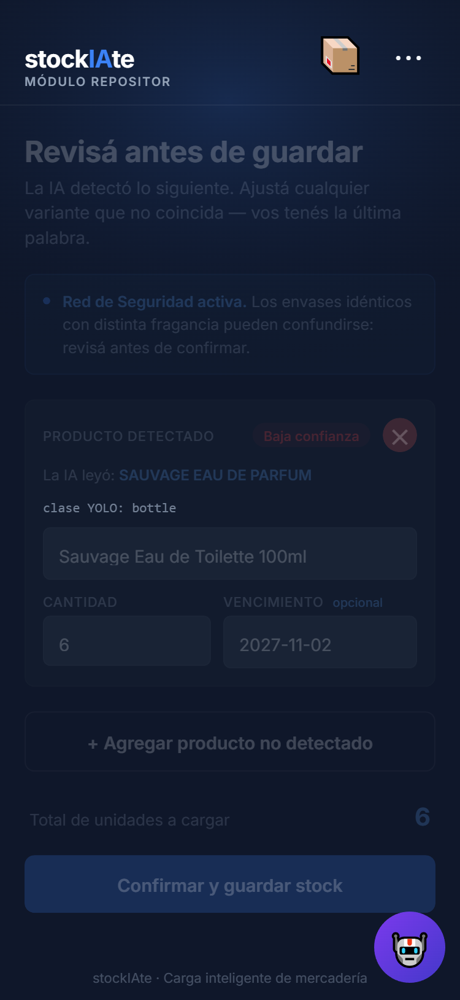 stockIAte
MÓDULO REPOSITOR
Revisá antes de guardar
La IA detectó lo siguiente. Ajustá cualquier
variante que no coincida — vos tenés la última
palabra.
Red de Seguridad activa. Los envases idénticos
con distinta fragancia pueden confundirse:
revisá antes de confirmar.
PRODUCTO DETECTADO
Baja confianza
La IA leyó: SAUVAGE EAU DE PARFUM
clase YOLO: bottle
Sauvage Eau de Toilette 100ml
CANTIDAD
VENCIMIENTO opcional
6
2027-11-02
+ Agregar producto no detectado
Total de unidades a cargar
6
Confirmar y guardar stock
stockIAte · Carga inteligente de mercadería